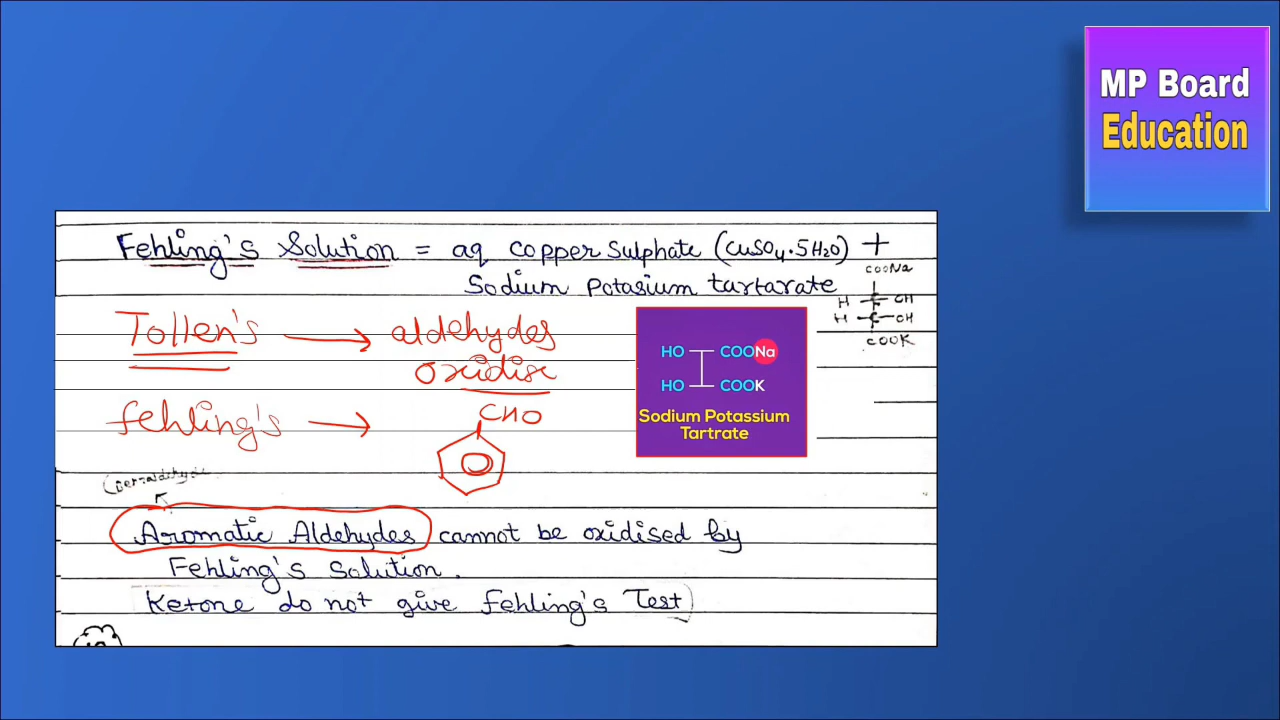 MP Board
Education
Fehling's Solution = aq copper sulphate (CuSO4.5H2O) +
Sodium Potasium tartarate
COONa
H C OH
H C OH
COOK
Tollen's → aldehydes
oxidise
HO COONa
HO COOK
Sodium Potassium
Tartrate
fehling's →
CHO
(Benzaldehyde
Aromatic Aldehydes cannot be oxidised by
Fehling's Solution.
Ketone do not give Fehling's Test